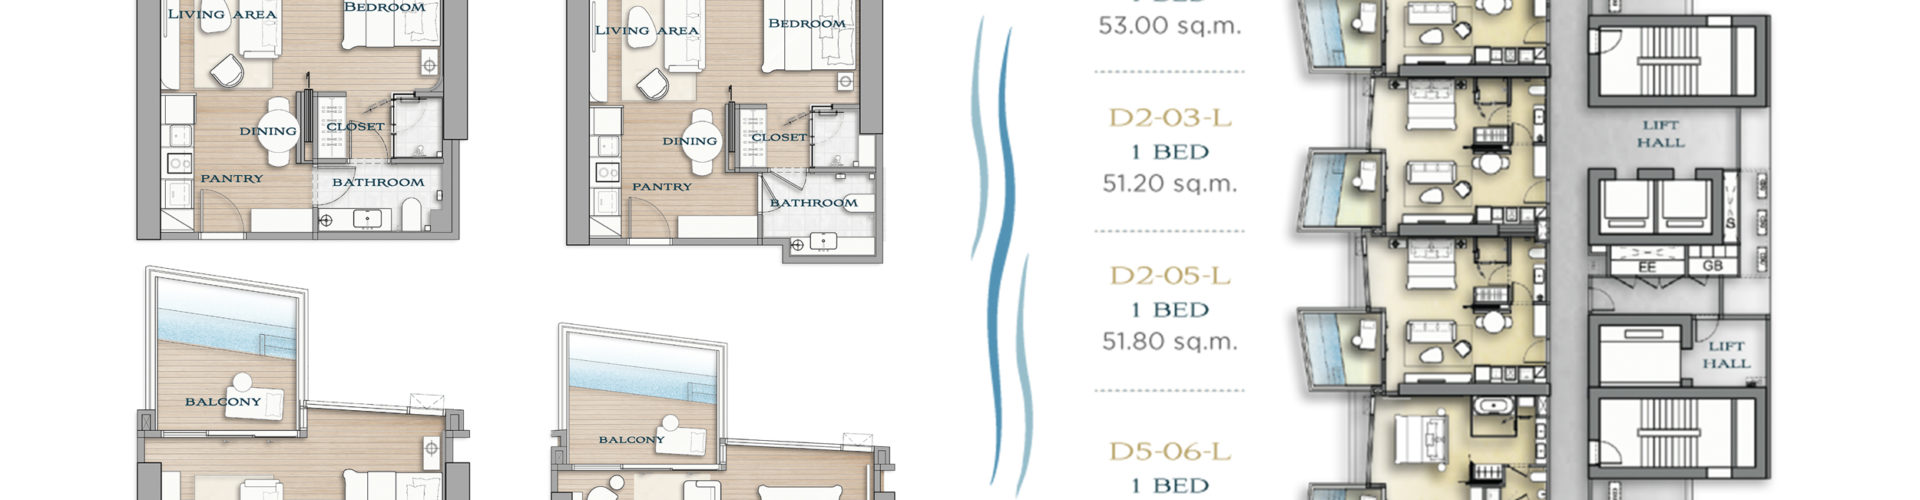 LIVING AREA
BEDROOM
DINING
CLOSET
PANTRY
BATHROOM
BALCONY
LIVING AREA
BEDROOM
DINING
CLOSET
PANTRY
BATHROOM
BALCONY
53.00 sq.m.
D2-03-L
1 BED
51.20 sq.m.
D2-05-L
1 BED
51.80 sq.m.
D5-06-L
1 BED
LIFT
HALL
S
EE
GB
LIFT
HALL